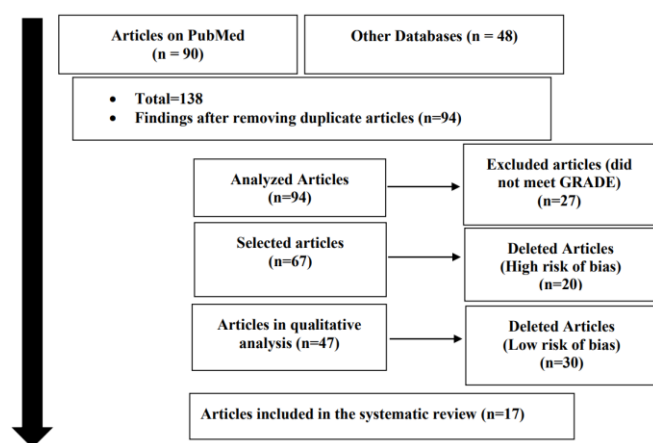 Articles on PubMed
(n = 90)
Other Databases (n = 48)
• Total=138
• Findings after removing duplicate articles (n=94)
Analyzed Articles
(n=94)
Excluded articles (did
not meet GRADE)
(n=27)
Selected articles
(n=67)
Deleted Articles
(High risk of bias)
(n=20)
Articles in qualitative
analysis (n=47)
Deleted Articles
(Low risk of bias)
(n=30)
Articles included in the systematic review (n=17)